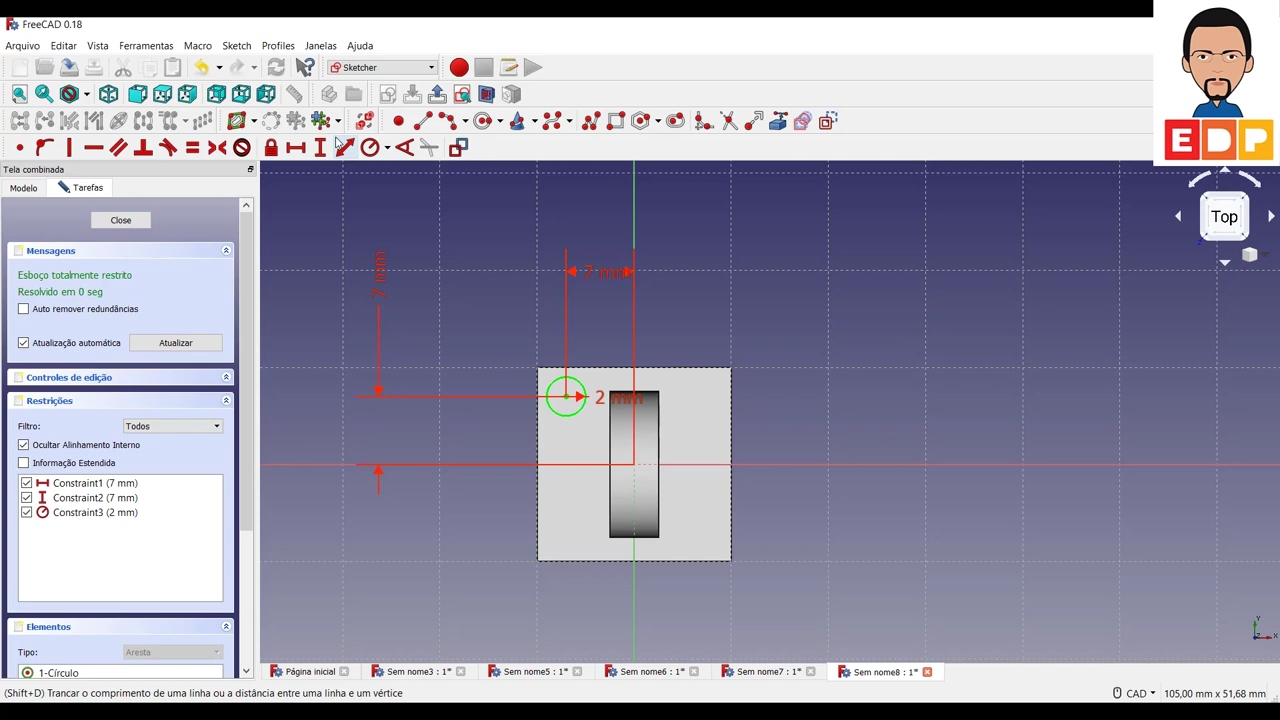 FreeCAD 0.18
Arquivo Editar Vista Ferramentas Macro Sketch Profiles Janelas Ajuda
Sketcher
EDP
Tela combinada
Modelo Tarefas
Close
Mensagens
Esboço totalmente restrito
Resolvido em 0 seg
Auto remover redundâncias
Atualização automática Atualizar
Controles de edição
Restrições
Filtro: Todos
Ocultar Alinhamento Interno
Informação Estendida
Constraint1 (7 mm)
Constraint2 (7 mm)
Constraint3 (2 mm)
Elementos
Tipo: Aresta
1-Círculo
7 mm
7 mm
2 mm
Top
Z
Y
Z
X
Página inicial Sem nome3 : 1* Sem nome5 : 1* Sem nome6 : 1* Sem nome7 : 1* Sem nome8 : 1*
(Shift+D) Trancar o comprimento de uma linha ou a distância entre uma linha e um vértice
CAD 105,00 mm x 51,68 mm